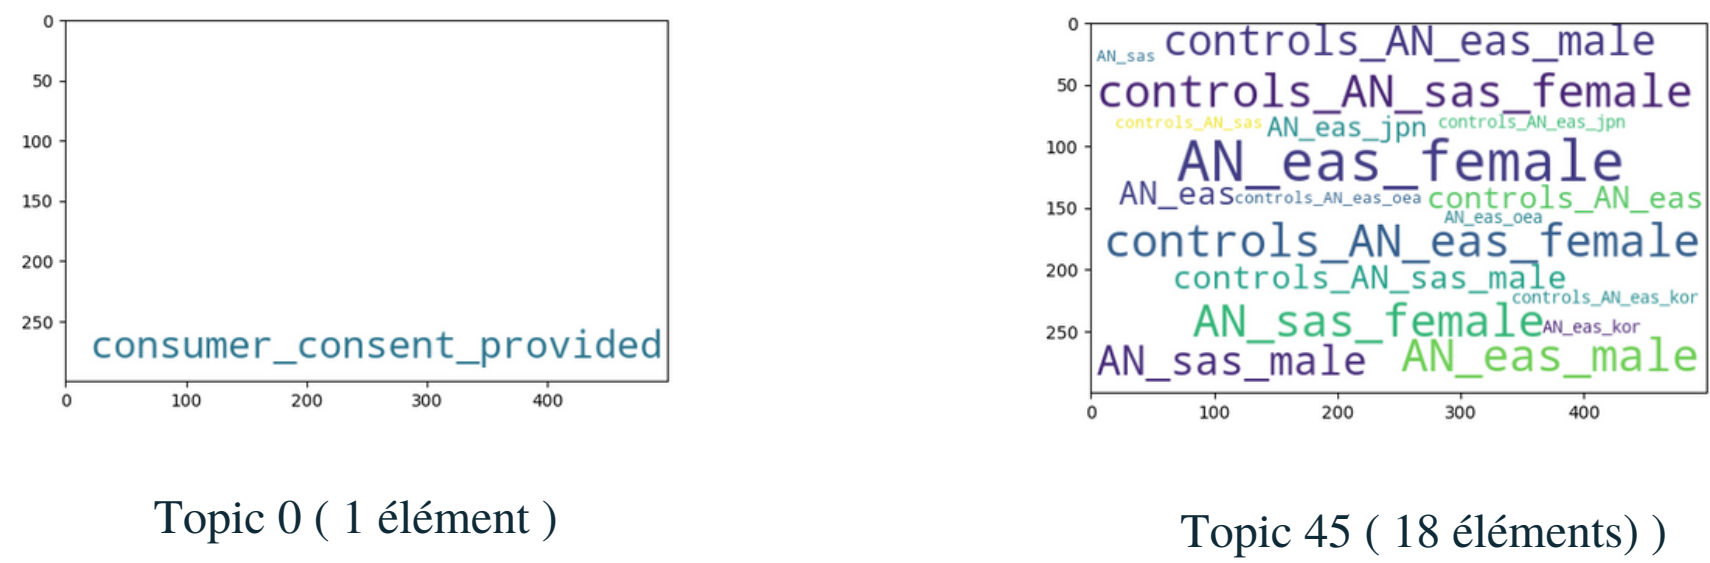 0
50
100
150
200
250
consumer_consent_provided
0 100 200 300 400
Topic 0 ( 1 élément )
0
50
100
150
200
250
controls_AN_eas_male
AN_sas
controls_AN_sas_female
controls_AN_sas AN_eas_jpn controls_AN_eas_jpn
AN_eas_female
AN_eas controls_AN_eas_oea controls_AN_eas
AN_eas_oea
controls_AN_eas_female
controls_AN_sas_male
controls_AN_eas_kor
AN_sas_female AN_eas_kor
AN_sas_male AN_eas_male
0 100 200 300 400
Topic 45 ( 18 éléments) )